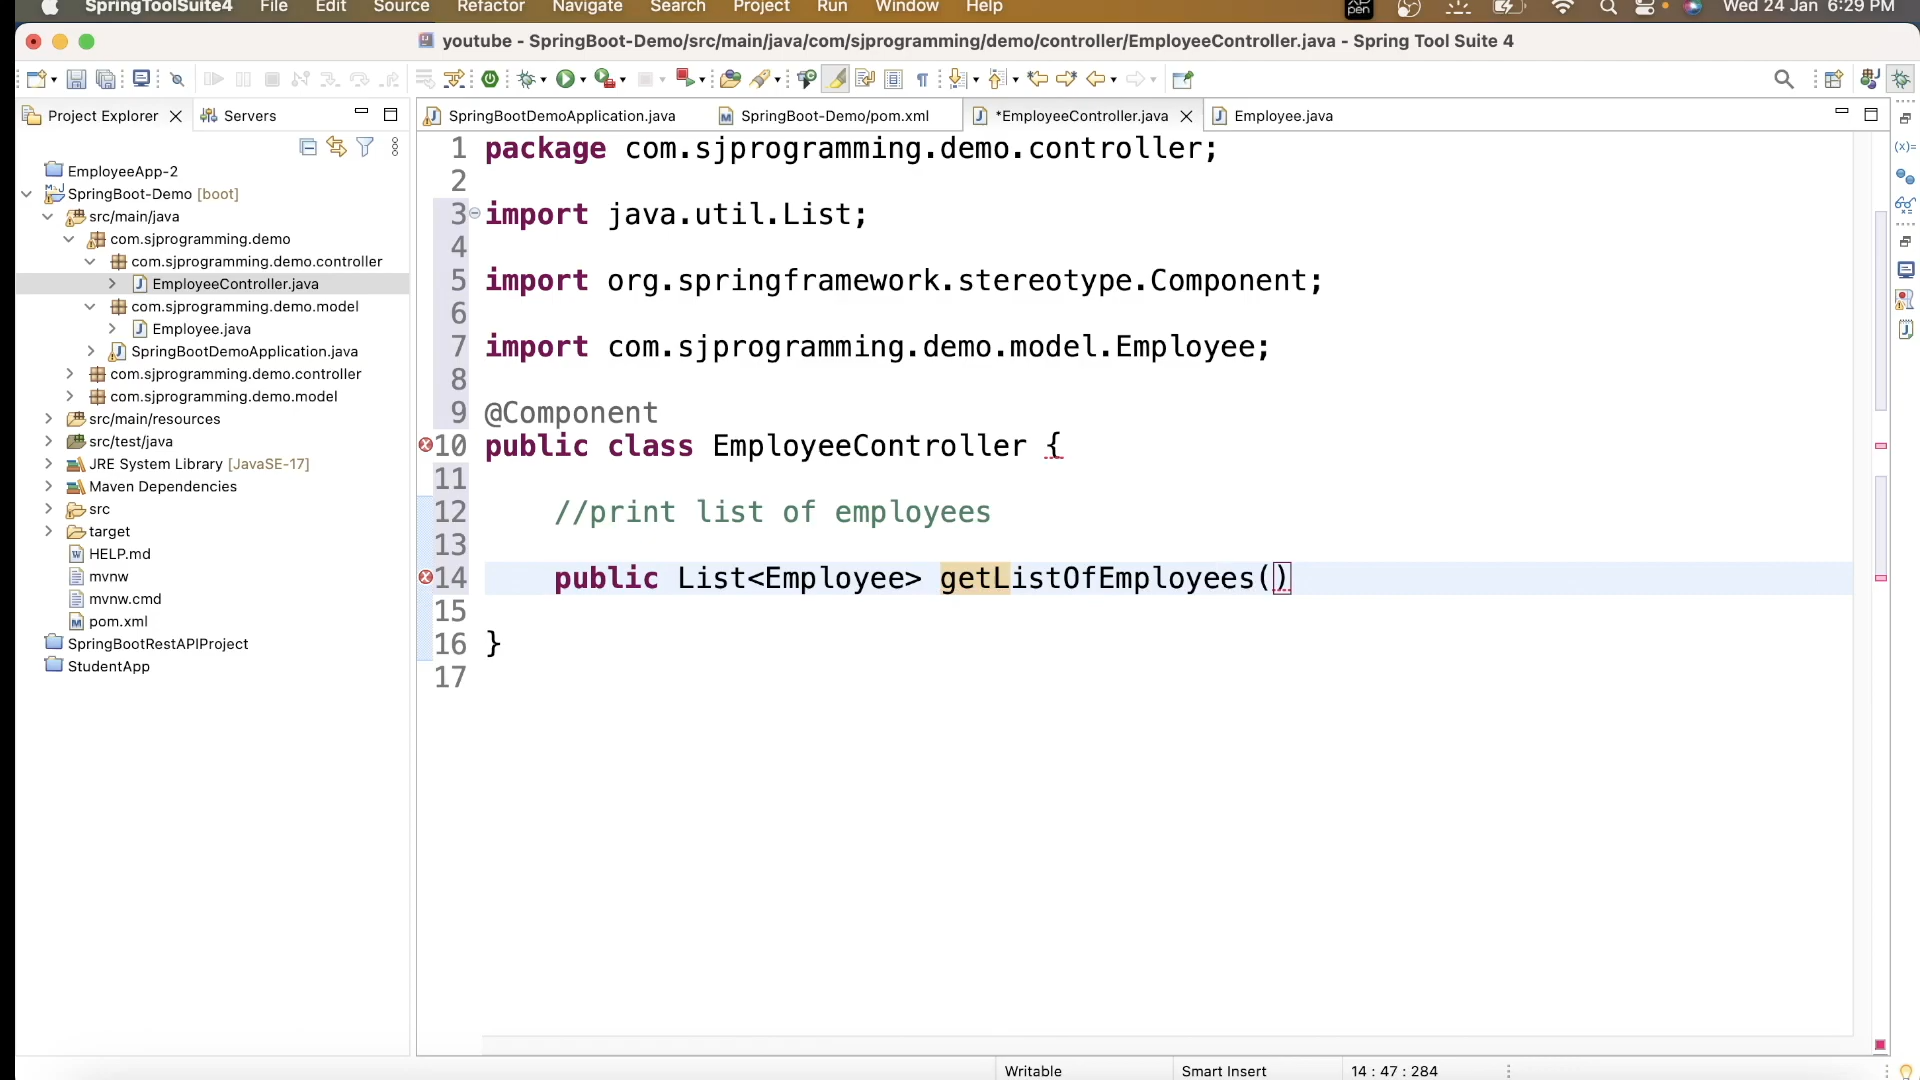 SpringToolSuite4 File Edit Source Refactor Navigate Search Project Run Window Help XP pen Wed 24 Jan 6:29 PM
youtube - SpringBoot-Demo/src/main/java/com/sjprogramming/demo/controller/EmployeeController.java - Spring Tool Suite 4
Project Explorer Servers
SpringBootDemoApplication.java SpringBoot-Demo/pom.xml *EmployeeController.java Employee.java
EmployeeApp-2
SpringBoot-Demo [boot]
src/main/java
com.sjprogramming.demo
com.sjprogramming.demo.controller
EmployeeController.java
com.sjprogramming.demo.model
Employee.java
SpringBootDemoApplication.java
com.sjprogramming.demo.controller
com.sjprogramming.demo.model
src/main/resources
src/test/java
JRE System Library [JavaSE-17]
Maven Dependencies
src
target
HELP.md
mvnw
mvnw.cmd
pom.xml
SpringBootRestAPIProject
StudentApp
1 package com.sjprogramming.demo.controller;
2
3 import java.util.List;
4
5 import org.springframework.stereotype.Component;
6
7 import com.sjprogramming.demo.model.Employee;
8
9 @Component
10 public class EmployeeController {
11
12 //print list of employees
13
14 public List<Employee> getListOfEmployees()
15
16 }
17
(x)=
Writable Smart Insert 14 : 47 : 284